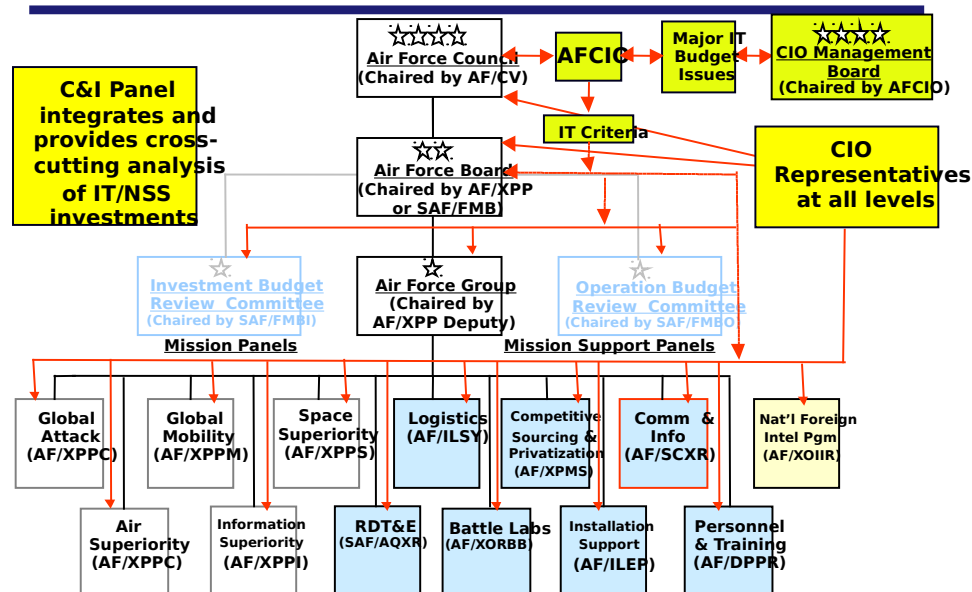 Air Force Council
(Chaired by AF/CV)
AFCIC
Major IT
Budget
Issues
CIO Management
Board
(Chaired by AFCIO)
C&I Panel
integrates and
provides cross-
cutting analysis
of IT/NSS
investments
IT Criteria
Air Force Board
(Chaired by AF/XPP
or SAF/FMB)
CIO
Representatives
at all levels
Investment Budget
Review Committee
(Chaired by SAF/FMBI)
Air Force Group
(Chaired by
AF/XPP Deputy)
Operation Budget
Review Committee
(Chaired by SAF/FMBO)
Mission Panels
Mission Support Panels
Global
Attack
(AF/XPPC)
Global
Mobility
(AF/XPPM)
Space
Superiority
(AF/XPPS)
Logistics
(AF/ILSY)
Competitive
Sourcing &
Privatization
(AF/XPMS)
Comm &
Info
(AF/SCXR)
Nat'l Foreign
Intel Pgm
(AF/XOIIR)
Air
Superiority
(AF/XPPC)
Information
Superiority
(AF/XPPI)
RDT&E
(SAF/AQXR)
Battle Labs
(AF/XORBB)
Installation
Support
(AF/ILEP)
Personnel
& Training
(AF/DPPR)